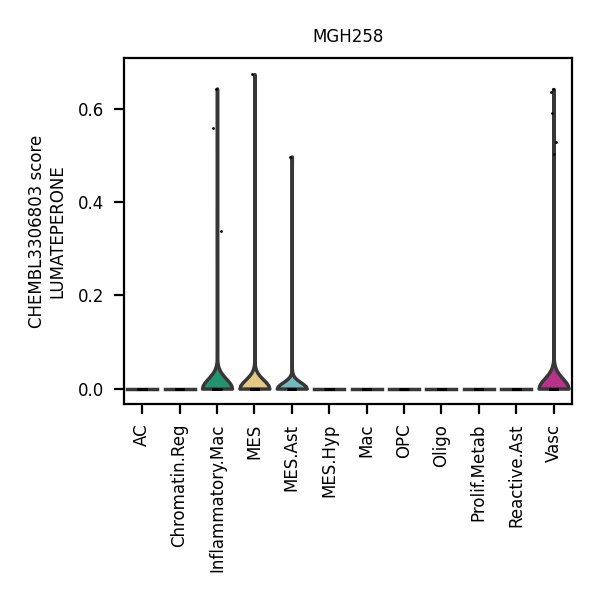 MGH258
CHEMBL3306803 score
LUMATEPERONE
0.6
0.4
0.2
0.0
AC
Chromatin.Reg
Inflammatory.Mac
MES
MES.Ast
MES.Hyp
Mac
OPC
Oligo
Prolif.Metab
Reactive.Ast
Vasc